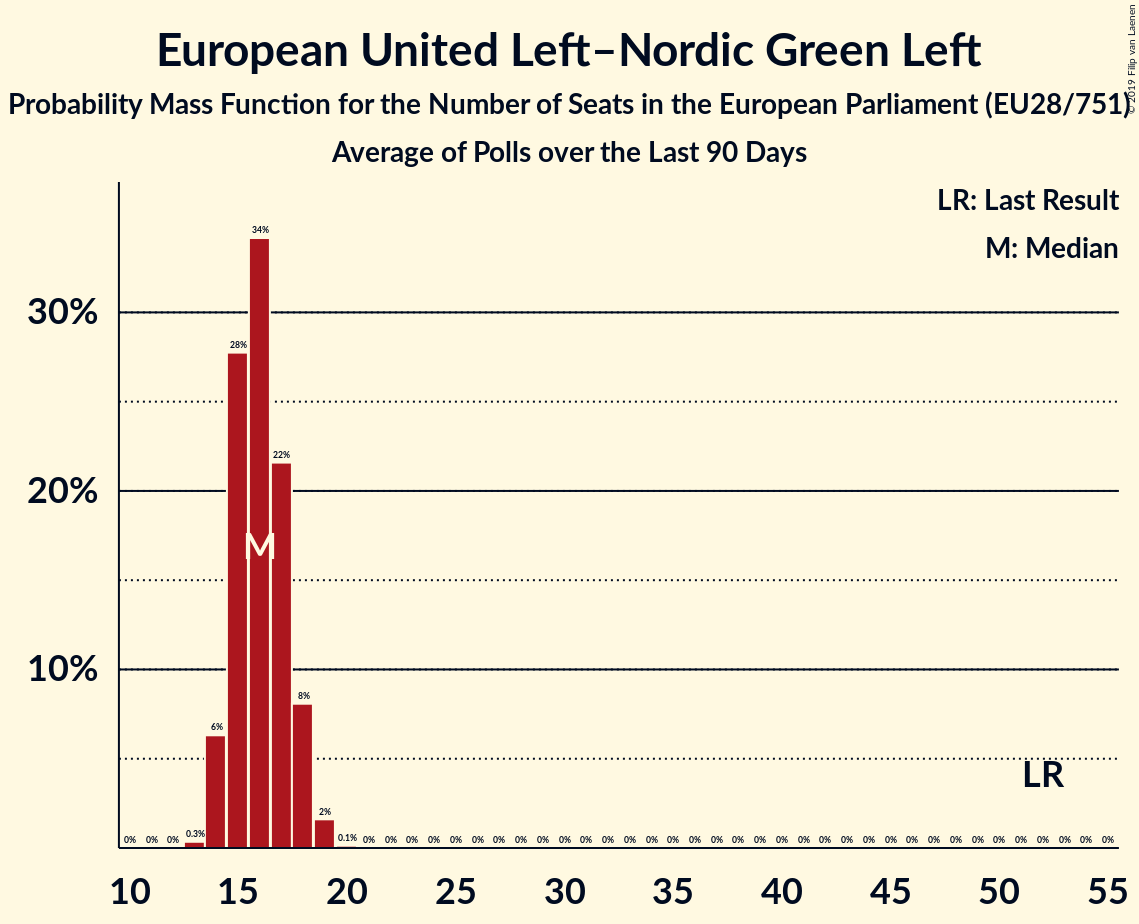 European United Left–Nordic Green Left
Probability Mass Function for the Number of Seats in the European Parliament (EU28/751)
Average of Polls over the Last 90 Days
© 2019 Filip van Laenen
LR: Last Result
M: Median
34%
30%
28%
22%
20%
M
10%
8%
6%
LR
2%
0% 0% 0% 0.3% 0.1% 0% 0% 0% 0% 0% 0% 0% 0% 0% 0% 0% 0% 0% 0% 0% 0% 0% 0% 0% 0% 0% 0% 0% 0% 0% 0% 0% 0% 0% 0% 0% 0% 0% 0% 0%
10 15 20 25 30 35 40 45 50 55